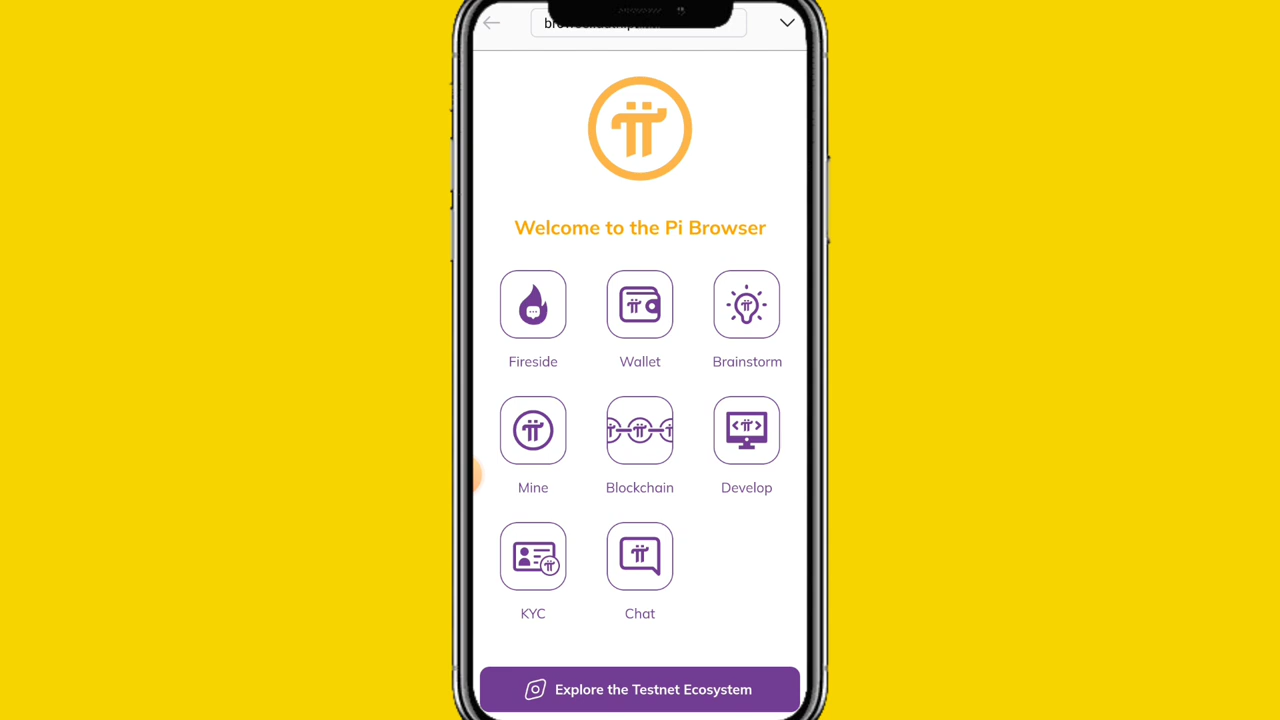 Welcome to the Pi Browser
Fireside
Wallet
Brainstorm
Mine
Blockchain
Develop
KYC
Chat
Explore the Testnet Ecosystem